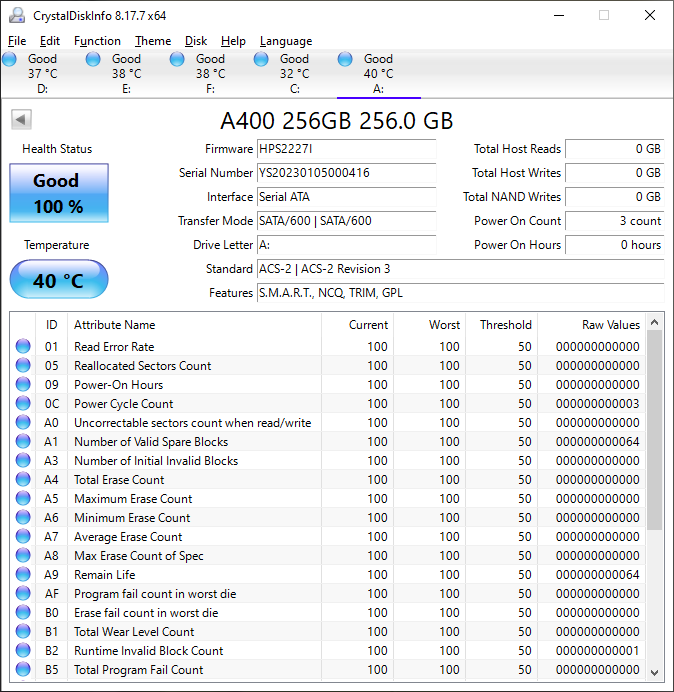 CrystalDiskInfo 8.17.7 x64
File Edit Function Theme Disk Help Language
Good Good Good Good Good
37 °C 38 °C 38 °C 32 °C 40 °C
D: E: F: C: A:
A400 256GB 256.0 GB
Health Status Firmware HPS2227I Total Host Reads 0 GB
Good Serial Number YS20230105000416 Total Host Writes 0 GB
100 % Interface Serial ATA Total NAND Writes 0 GB
Transfer Mode SATA/600 | SATA/600 Power On Count 3 count
Temperature Drive Letter A: Power On Hours 0 hours
40 °C Standard ACS-2 | ACS-2 Revision 3
Features S.M.A.R.T., NCQ, TRIM, GPL
ID Attribute Name Current Worst Threshold Raw Values
01 Read Error Rate 100 100 50 000000000000
05 Reallocated Sectors Count 100 100 50 000000000000
09 Power-On Hours 100 100 50 000000000000
0C Power Cycle Count 100 100 50 000000000003
A0 Uncorrectable sectors count when read/write 100 100 50 000000000000
A1 Number of Valid Spare Blocks 100 100 50 000000000064
A3 Number of Initial Invalid Blocks 100 100 50 000000000000
A4 Total Erase Count 100 100 50 000000000000
A5 Maximum Erase Count 100 100 50 000000000000
A6 Minimum Erase Count 100 100 50 000000000000
A7 Average Erase Count 100 100 50 000000000000
A8 Max Erase Count of Spec 100 100 50 000000000000
A9 Remain Life 100 100 50 000000000064
AF Program fail count in worst die 100 100 50 000000000000
B0 Erase fail count in worst die 100 100 50 000000000000
B1 Total Wear Level Count 100 100 50 000000000000
B2 Runtime Invalid Block Count 100 100 50 000000000001
B5 Total Program Fail Count 100 100 50 000000000000